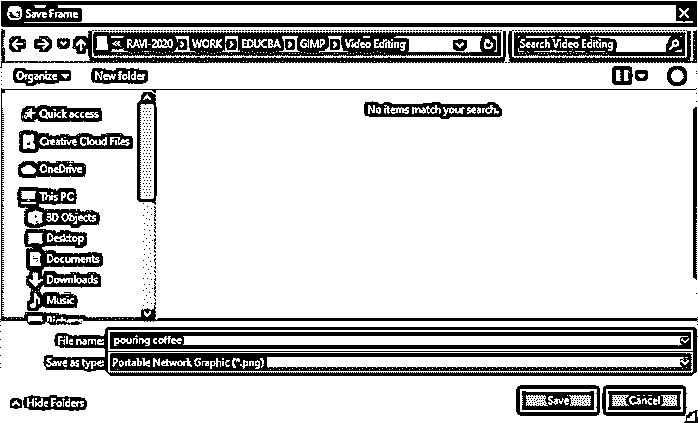 Save Frame
« RAVI-2020 > WORK > EDUCBA > GIMP > Video Editing
Search Video Editing
Organize
New folder
No items match your search.
Quick access
Creative Cloud Files
OneDrive
This PC
3D Objects
Desktop
Documents
Downloads
Music
File name: pouring coffee
Save as type: Portable Network Graphic (*.png)
Hide Folders
Save
Cancel